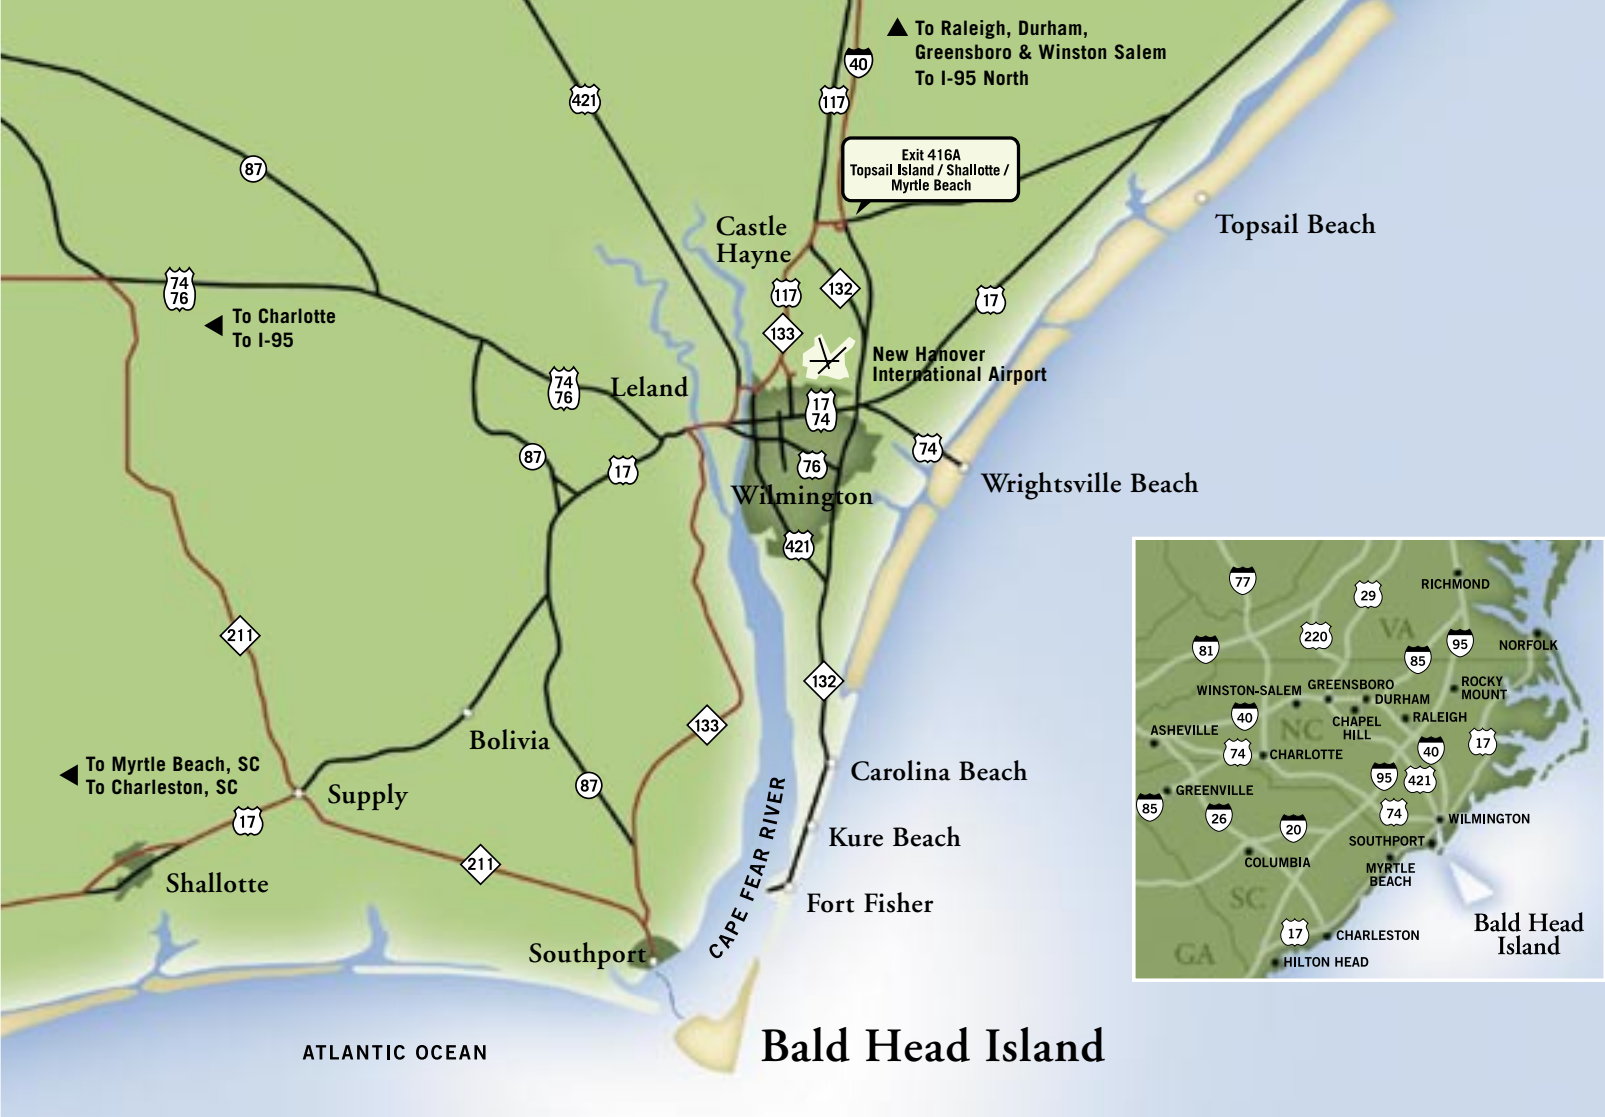 To Raleigh, Durham,
Greensboro & Winston Salem
To I-95 North
40
421
117
Exit 416A
Topsail Island / Shallotte /
Myrtle Beach
87
Topsail Beach
Castle
Hayne
74
76
117
132
17
To Charlotte
To I-95
133
New Hanover
International Airport
74
76
Leland
17
74
87
17
76
74
Wrightsville Beach
Wilmington
421
211
132
133
Bolivia
To Myrtle Beach, SC
To Charleston, SC
Supply
17
87
Carolina Beach
Kure Beach
211
Shallotte
Fort Fisher
CAPE FEAR RIVER
Southport
ATLANTIC OCEAN
Bald Head Island
77
29
RICHMOND
220
VA
81
85
95
NORFOLK
WINSTON-SALEM
GREENSBORO
DURHAM
ROCKY
MOUNT
40
NC
CHAPEL
HILL
RALEIGH
ASHEVILLE
74
CHARLOTTE
40
17
95
421
GREENVILLE
85
26
20
74
WILMINGTON
SOUTHPORT
COLUMBIA
MYRTLE
BEACH
SC
17
CHARLESTON
Bald Head
Island
GA
HILTON HEAD